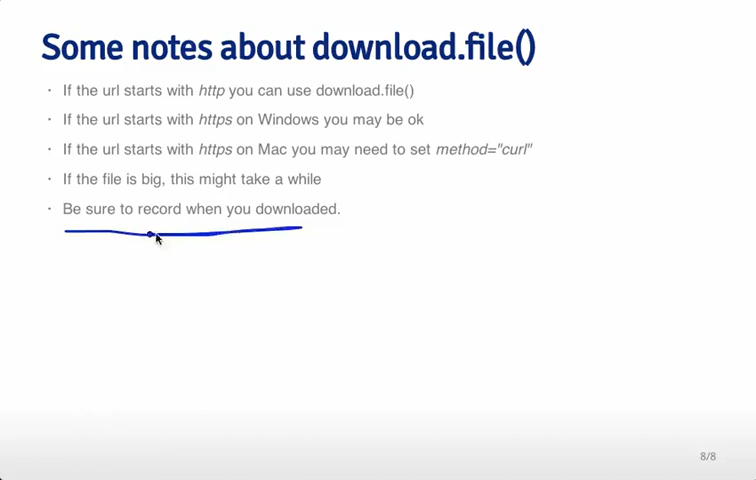 Some notes about download.file()
· If the url starts with http you can use download.file()
· If the url starts with https on Windows you may be ok
· If the url starts with https on Mac you may need to set method="curl"
· If the file is big, this might take a while
· Be sure to record when you downloaded.
8/8